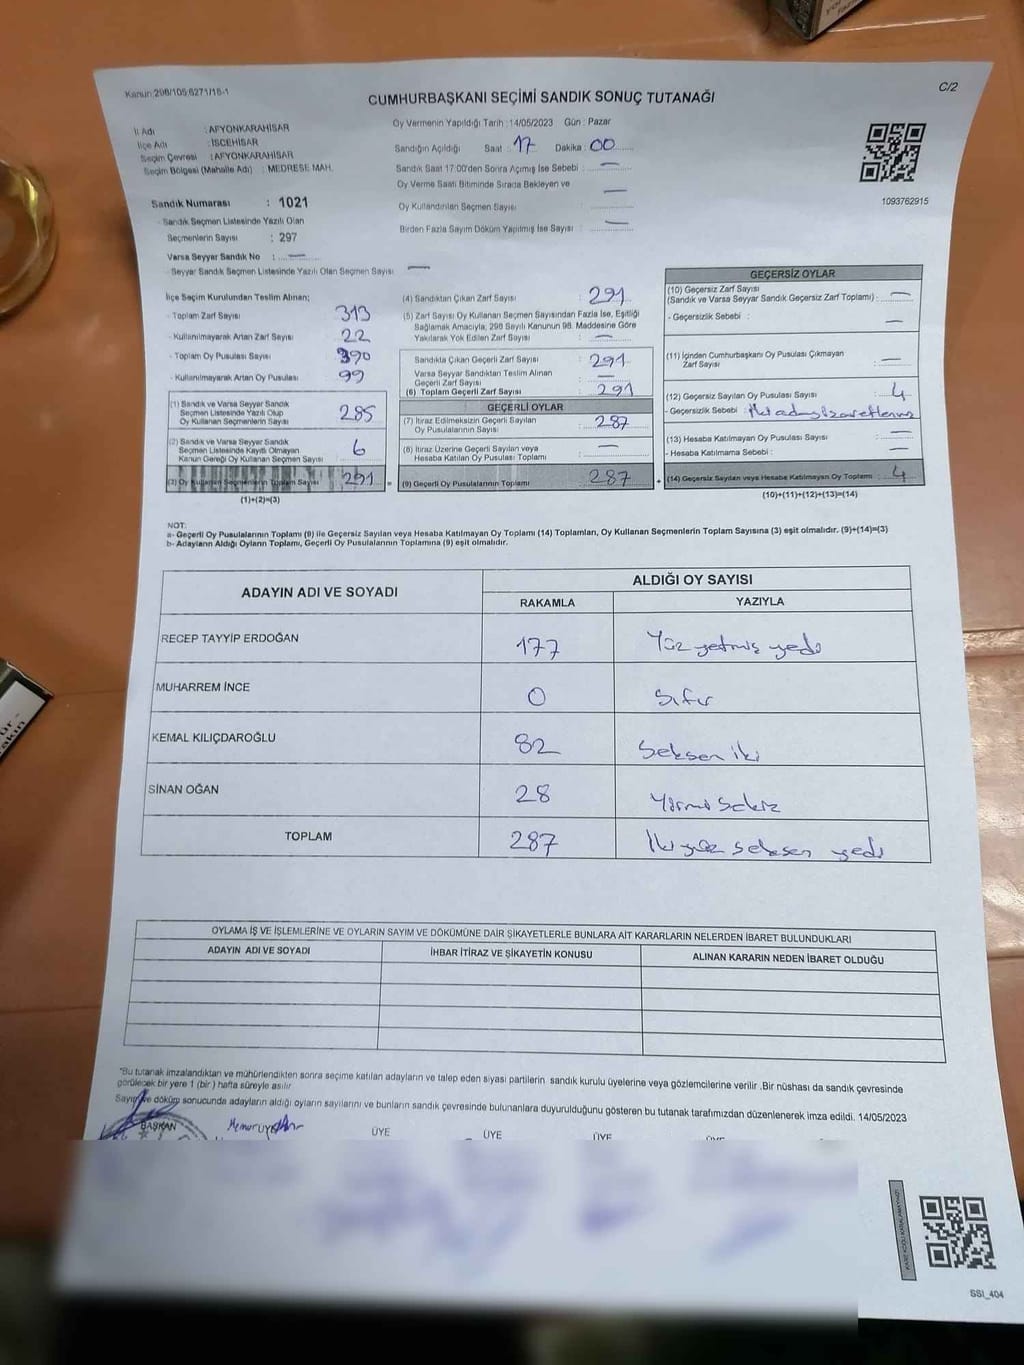 Kanun:298/105,6271/16-1
C/2
CUMHURBAŞKANI SEÇİMİ SANDIK SONUÇ TUTANAĞI
İl Adı : AFYONKARAHİSAR
İlçe Adı : İSCEHİSAR
Seçim Çevresi : AFYONKARAHİSAR
Seçim Bölgesi (Mahalle Adı) : MEDRESE MAH.
Sandık Numarası : 1021
Sandık Seçmen Listesinde Yazılı Olan
Seçmenlerin Sayısı : 297
Varsa Seyyar Sandık No : —
- Seyyar Sandık Seçmen Listesinde Yazılı Olan Seçmen Sayısı —
Oy Vermenin Yapıldığı Tarih :14/05/2023 Gün : Pazar
Sandığın Açıldığı Saat : 17 Dakika : 00
Sandık Saat 17:00'den Sonra Açılmış İse Sebebi : —
Oy Verme Saati Bitiminde Sırada Bekleyen ve —
Oy Kullandırılan Seçmen Sayısı :
Birden Fazla Sayım Döküm Yapılmış İse Sayısı : —
1093762915
İlçe Seçim Kurulundan Teslim Alınan;
- Toplam Zarf Sayısı 313
- Kullanılmayarak Artan Zarf Sayısı 22
- Toplam Oy Pusulası Sayısı 390
- Kullanılmayarak Artan Oy Pusulası 99
(1) Sandık ve Varsa Seyyar Sandık
Seçmen Listesinde Yazılı Olup
Oy Kullanan Seçmenlerin Sayısı 285
(2) Sandık ve Varsa Seyyar Sandık
Seçmen Listesinde Kayıtlı Olmayan
Kanun Gereği Oy Kullanan Seçmen Sayısı 6
(3) Oy Kullanan Seçmenlerin Toplam Sayısı 291
(1)+(2)=(3)
(4) Sandıktan Çıkan Zarf Sayısı : 291
(5) Zarf Sayısı Oy Kullanan Seçmen Sayısından Fazla İse, Eşitliği
Sağlamak Amacıyla; 298 Sayılı Kanunun 98. Maddesine Göre
Yakılarak Yok Edilen Zarf Sayısı : —
Sandıkta Çıkan Geçerli Zarf Sayısı : 291
Varsa Seyyar Sandıktan Teslim Alınan
Geçerli Zarf Sayısı : —
(6) Toplam Geçerli Zarf Sayısı : 291
GEÇERLİ OYLAR
(7) İtiraz Edilmeksizin Geçerli Sayılan
Oy Pusulalarının Sayısı : 287
(8) İtiraz Üzerine Geçerli Sayılan veya
Hesaba Katılan Oy Pusulası Toplamı : —
(9) Geçerli Oy Pusulalarının Toplamı 287
GEÇERSİZ OYLAR
(10) Geçersiz Zarf Sayısı
(Sandık ve Varsa Seyyar Sandık Geçersiz Zarf Toplamı) : —
- Geçersizlik Sebebi : —
(11) İçinden Cumhurbaşkanı Oy Pusulası Çıkmayan
Zarf Sayısı : —
(12) Geçersiz Sayılan Oy Pusulası Sayısı : 4
- Geçersizlik Sebebi :
(13) Hesaba Katılmayan Oy Pusulası Sayısı : —
- Hesaba Katılmama Sebebi : —
(14) Geçersiz Sayılan veya Hesaba Katılmayan Oy Toplamı : 4
(10)+(11)+(12)+(13)=(14)
NOT:
a- Geçerli Oy Pusulalarının Toplamı (9) ile Geçersiz Sayılan veya Hesaba Katılmayan Oy Toplamı (14) Toplamları, Oy Kullanan Seçmenlerin Toplam Sayısına (3) eşit olmalıdır. (9)+(14)=(3)
b- Adayların Aldığı Oyların Toplamı, Geçerli Oy Pusulalarının Toplamına (9) eşit olmalıdır.
ADAYIN ADI VE SOYADI ALDIĞI OY SAYISI
RAKAMLA YAZIYLA
RECEP TAYYİP ERDOĞAN 177 Yüz yetmiş yedi
MUHARREM İNCE 0 Sıfır
KEMAL KILIÇDAROĞLU 82 Seksen iki
SİNAN OĞAN 28 Yirmi Sekiz
TOPLAM 287 İki yüz seksen yedi
OYLAMA İŞ VE İŞLEMLERİNE VE OYLARIN SAYIM VE DÖKÜMÜNE DAİR ŞİKAYETLERLE BUNLARA AİT KARARLARIN NELERDEN İBARET BULUNDUKLARI
ADAYIN ADI VE SOYADI İHBAR İTİRAZ VE ŞİKAYETİN KONUSU ALINAN KARARIN NEDEN İBARET OLDUĞU
"Bu tutanak imzalandıktan ve mühürlendikten sonra seçime katılan adayların ve talep eden siyasi partilerin sandık kurulu üyelerine veya gözlemcilerine verilir .Bir nüshası da sandık çevresinde
görülecek bir yere 1 (bir ) hafta süreyle asılır
Sayım ve döküm sonucunda adayların aldığı oyların sayılarını ve bunların sandık çevresinde bulunanlara duyurulduğunu gösteren bu tutanak tarafımızdan düzenlenerek imza edildi. 14/05/2023
BAŞKAN ÜYE ÜYE ÜYE ÜYE
SSI_404